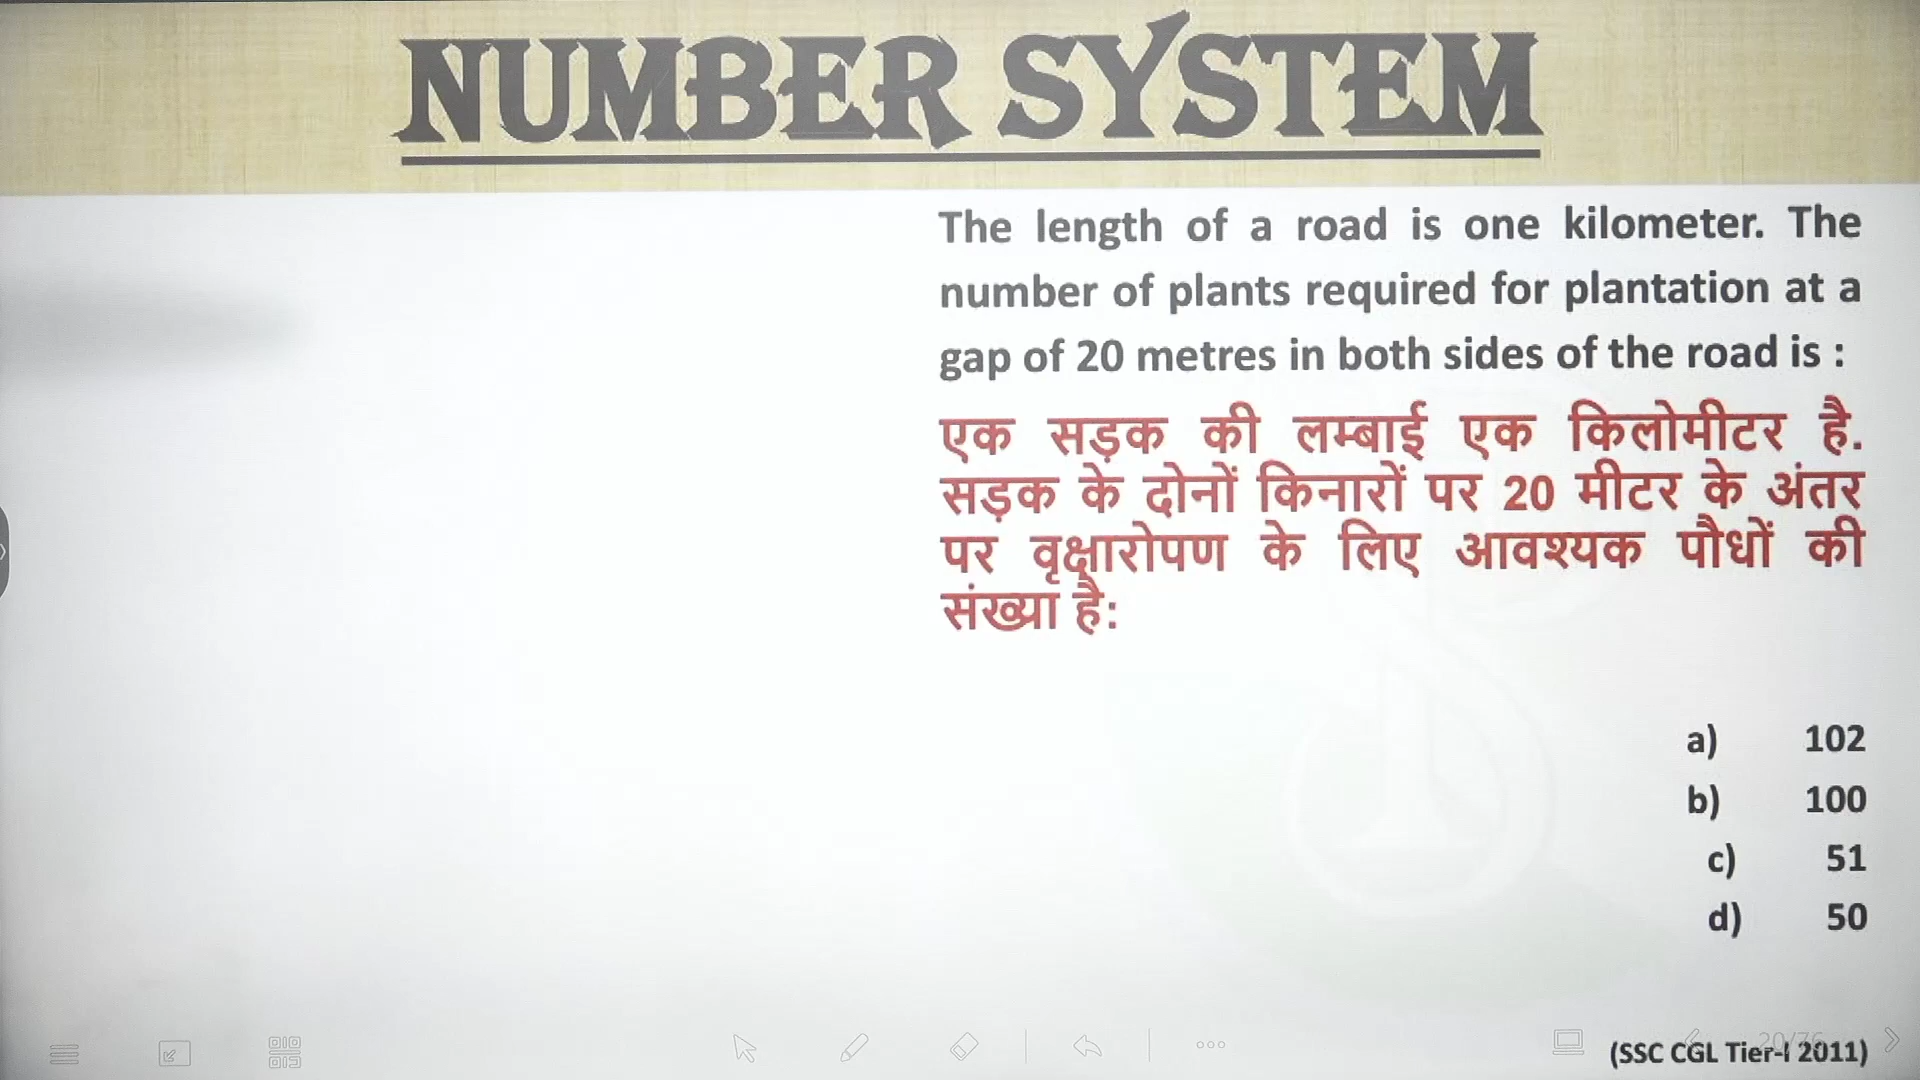 NUMBER SYSTEM
The length of a road is one kilometer. The
number of plants required for plantation at a
gap of 20 metres in both sides of the road is :
एक सड़क की लम्बाई एक किलोमीटर है.
सड़क के दोनों किनारों पर 20 मीटर के अंतर
पर वृक्षारोपण के लिए आवश्यक पौधों की
संख्या है:
a) 102
b) 100
c) 51
d) 50
20/76
(SSC CGL Tier-I 2011)